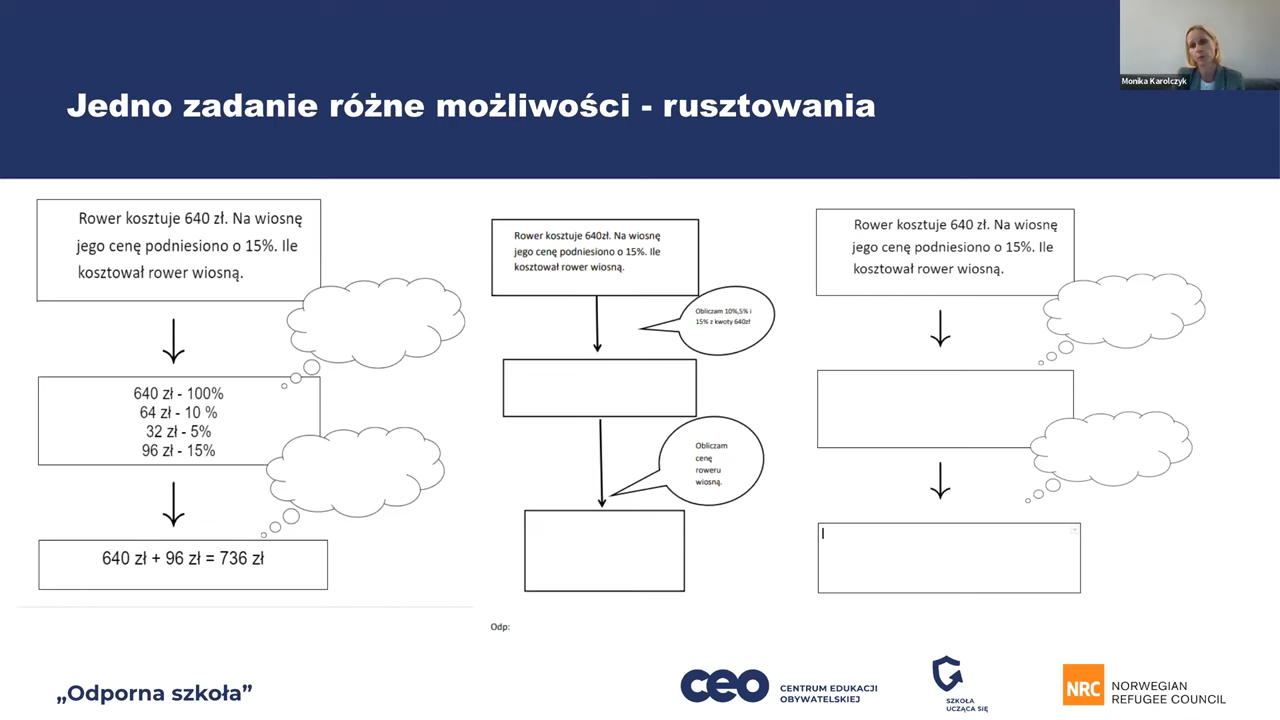 Monika Karolczyk
Jedno zadanie różne możliwości - rusztowania
Rower kosztuje 640 zł. Na wiosnę
jego cenę podniesiono o 15%. Ile
kosztował rower wiosną.
640 zł - 100%
64 zł - 10 %
32 zł - 5%
96 zł - 15%
640 zł + 96 zł = 736 zł
Rower kosztuje 640zł. Na wiosnę
jego cenę podniesiono o 15%. Ile
kosztował rower wiosną.
Obliczam 10%,5% i
15% z kwoty 640zł
Obliczam
cenę
roweru
wiosną.
Odp:
Rower kosztuje 640 zł. Na wiosnę
jego cenę podniesiono o 15%. Ile
kosztował rower wiosną.
„Odporna szkoła”
ceo
CENTRUM EDUKACJI
OBYWATELSKIEJ
SZKOŁA
UCZĄCA SIĘ
NRC
NORWEGIAN
REFUGEE COUNCIL